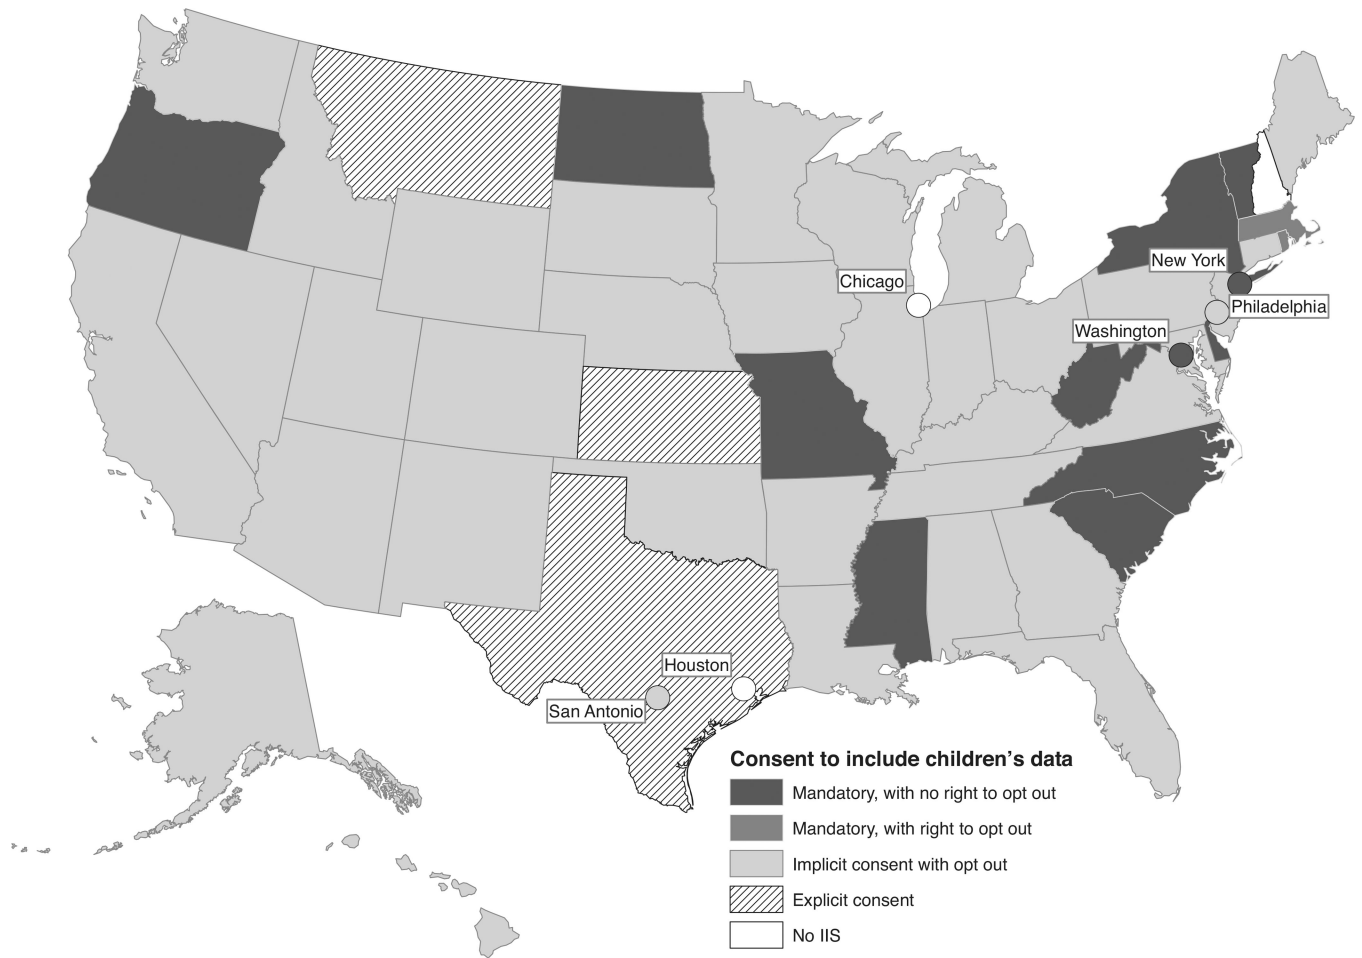 New York
Chicago
Philadelphia
Washington
Houston
San Antonio
Consent to include children's data
Mandatory, with no right to opt out
Mandatory, with right to opt out
Implicit consent with opt out
Explicit consent
No IIS